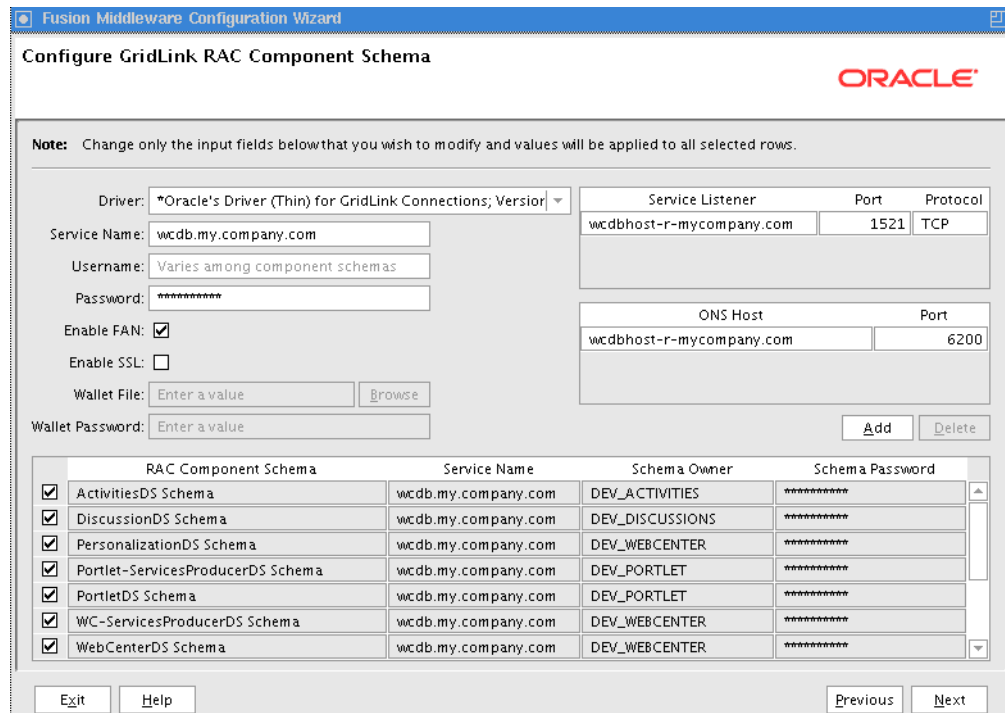 Fusion Middleware Configuration Wizard
Configure GridLink RAC Component Schema
ORACLE
Note: Change only the input fields below that you wish to modify and values will be applied to all selected rows.
Driver: *Oracle's Driver (Thin) for GridLink Connections; Version
Service Name: wcdb.my.company.com
Username: Varies among component schemas
Password: **********
Enable FAN:
Enable SSL:
Wallet File: Enter a value Browse
Wallet Password: Enter a value
Service Listener Port Protocol
wcdbhost-r-mycompany.com 1521 TCP
ONS Host Port
wcdbhost-r-mycompany.com 6200
Add Delete
RAC Component Schema Service Name Schema Owner Schema Password
ActivitiesDS Schema wcdb.my.company.com DEV_ACTIVITIES **********
DiscussionDS Schema wcdb.my.company.com DEV_DISCUSSIONS **********
PersonalizationDS Schema wcdb.my.company.com DEV_WEBCENTER **********
Portlet-ServicesProducerDS Schema wcdb.my.company.com DEV_PORTLET **********
PortletDS Schema wcdb.my.company.com DEV_PORTLET **********
WC-ServicesProducerDS Schema wcdb.my.company.com DEV_WEBCENTER **********
WebCenterDS Schema wcdb.my.company.com DEV_WEBCENTER **********
Exit Help Previous Next